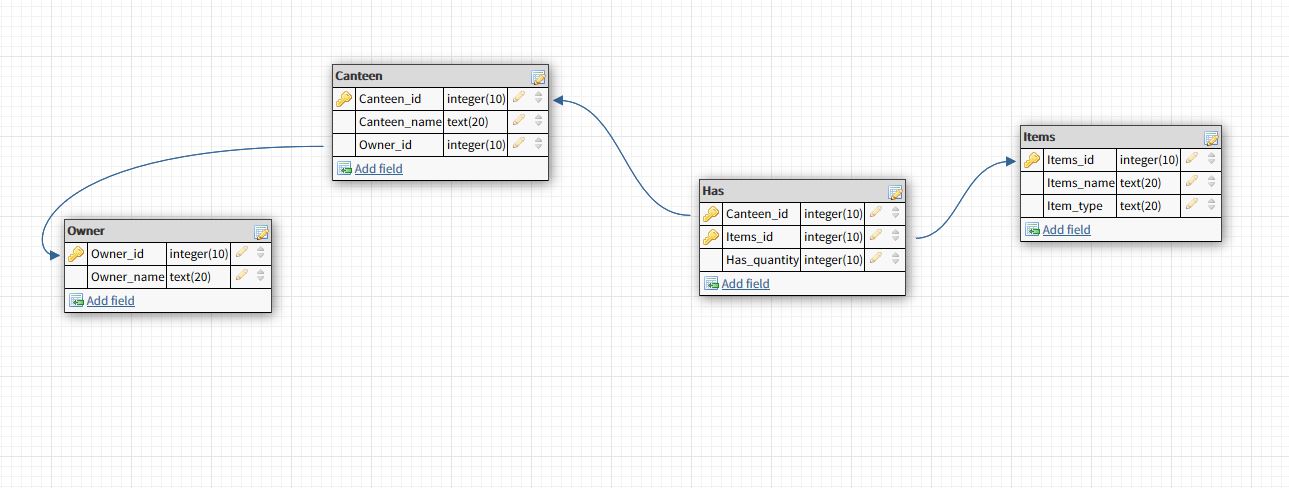 Canteen
Canteen_id integer(10)
Canteen_name text(20)
Owner_id integer(10)
Add field
Owner
Owner_id integer(10)
Owner_name text(20)
Add field
Has
Canteen_id integer(10)
Items_id integer(10)
Has_quantity integer(10)
Add field
Items
Items_id integer(10)
Items_name text(20)
Item_type text(20)
Add field